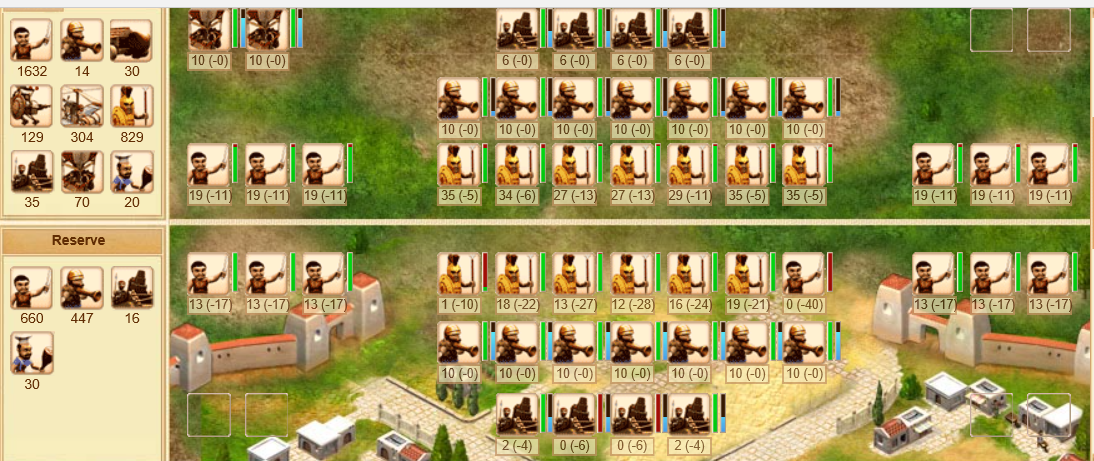 1632 14 30
129 304 829
35 70 20
10 (-0) 10 (-0) 6 (-0) 6 (-0) 6 (-0) 6 (-0)
10 (-0) 10 (-0) 10 (-0) 10 (-0) 10 (-0) 10 (-0) 10 (-0)
19 (-11) 19 (-11) 19 (-11) 35 (-5) 34 (-6) 27 (-13) 27 (-13) 29 (-11) 35 (-5) 35 (-5) 19 (-11) 19 (-11) 19 (-11)
Reserve
660 447 16
30
13 (-17) 13 (-17) 13 (-17) 1 (-10) 18 (-22) 13 (-27) 12 (-28) 16 (-24) 19 (-21) 0 (-40) 13 (-17) 13 (-17) 13 (-17)
10 (-0) 10 (-0) 10 (-0) 10 (-0) 10 (-0) 10 (-0) 10 (-0)
2 (-4) 0 (-6) 0 (-6) 2 (-4)